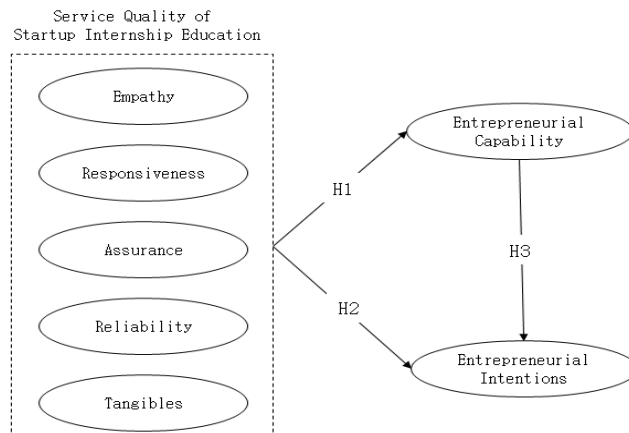 Service Quality of
Startup Internship Education
Empathy
Responsiveness
Assurance
Reliability
Tangibles
H1
H2
Entrepreneurial
Capability
H3
Entrepreneurial
Intentions